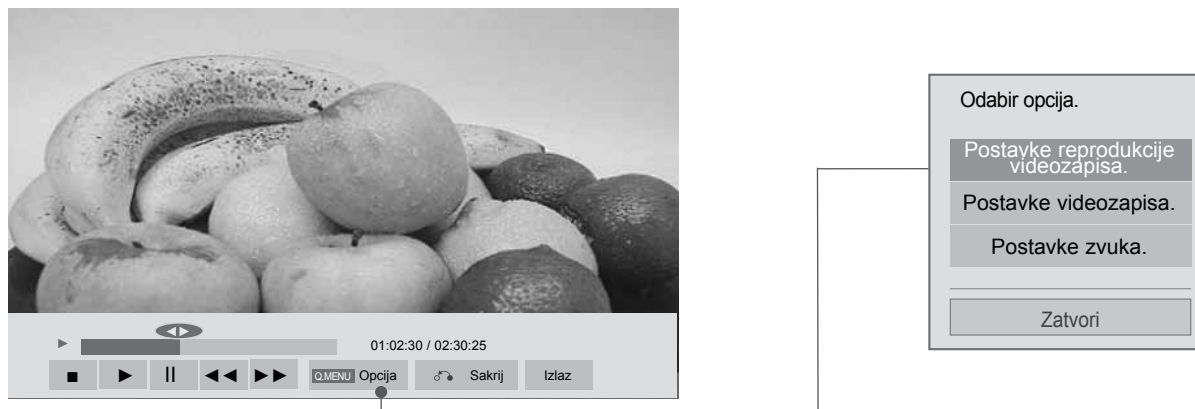 01:02:30 / 02:30:25
Q.MENU Opcija
Sakrij
Izlaz
Odabir opcija.
Postavke reprodukcije
videozapisa.
Postavke videozapisa.
Postavke zvuka.
Zatvori